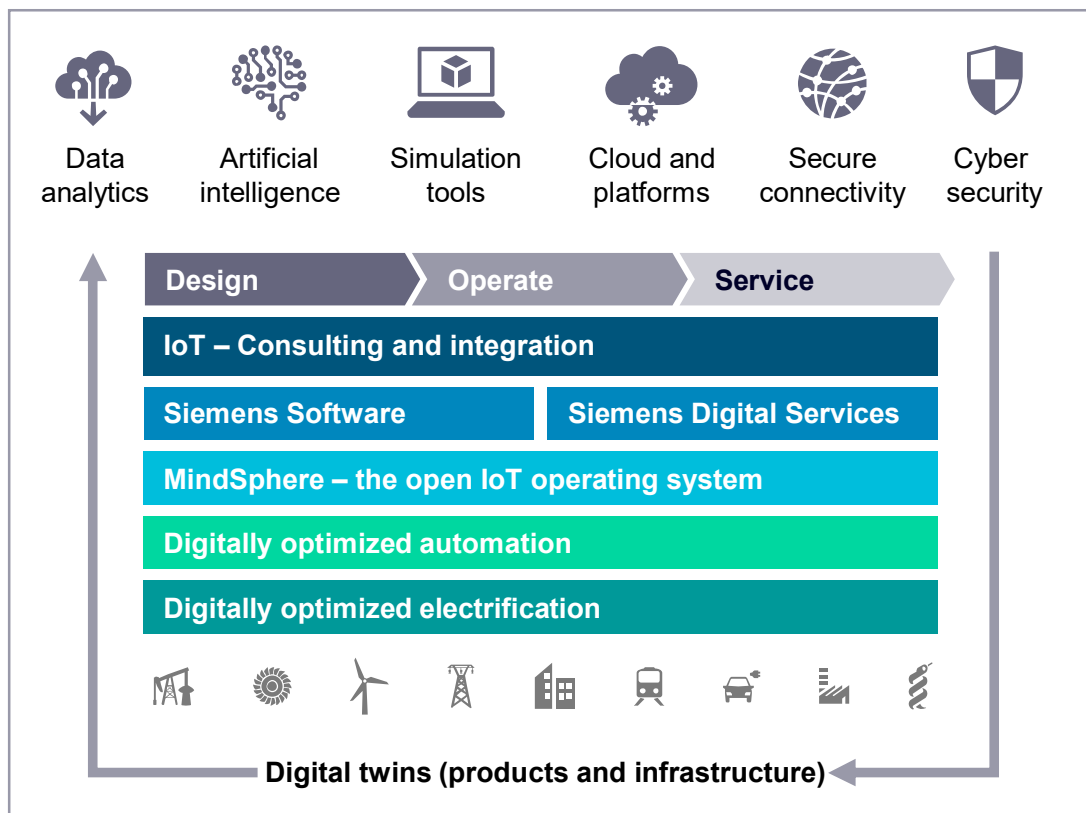 Data
analytics
Artificial
intelligence
Simulation
tools
Cloud and
platforms
Secure
connectivity
Cyber
security
Design
Operate
Service
IoT – Consulting and integration
Siemens Software
Siemens Digital Services
MindSphere – the open IoT operating system
Digitally optimized automation
Digitally optimized electrification
Digital twins (products and infrastructure)